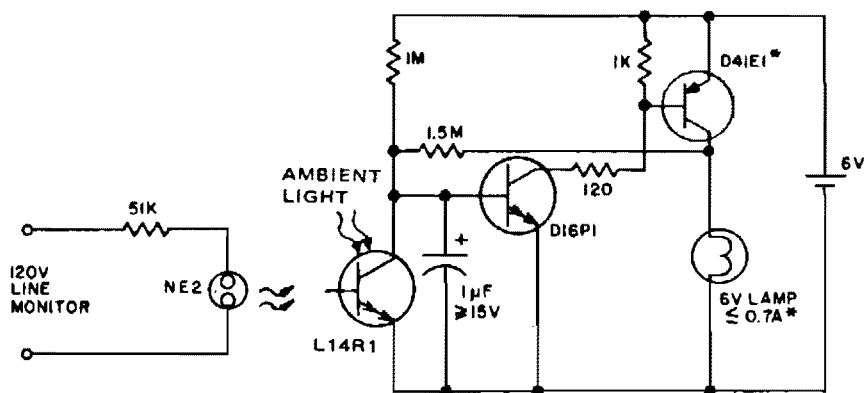 1M
1K
D41E1*
1.5M
6V
AMBIENT
LIGHT
120
51K
D16P1
120V
LINE
MONITOR
NE2
+
1µF
≥15V
6V LAMP
≤ 0.7A*
L14R1